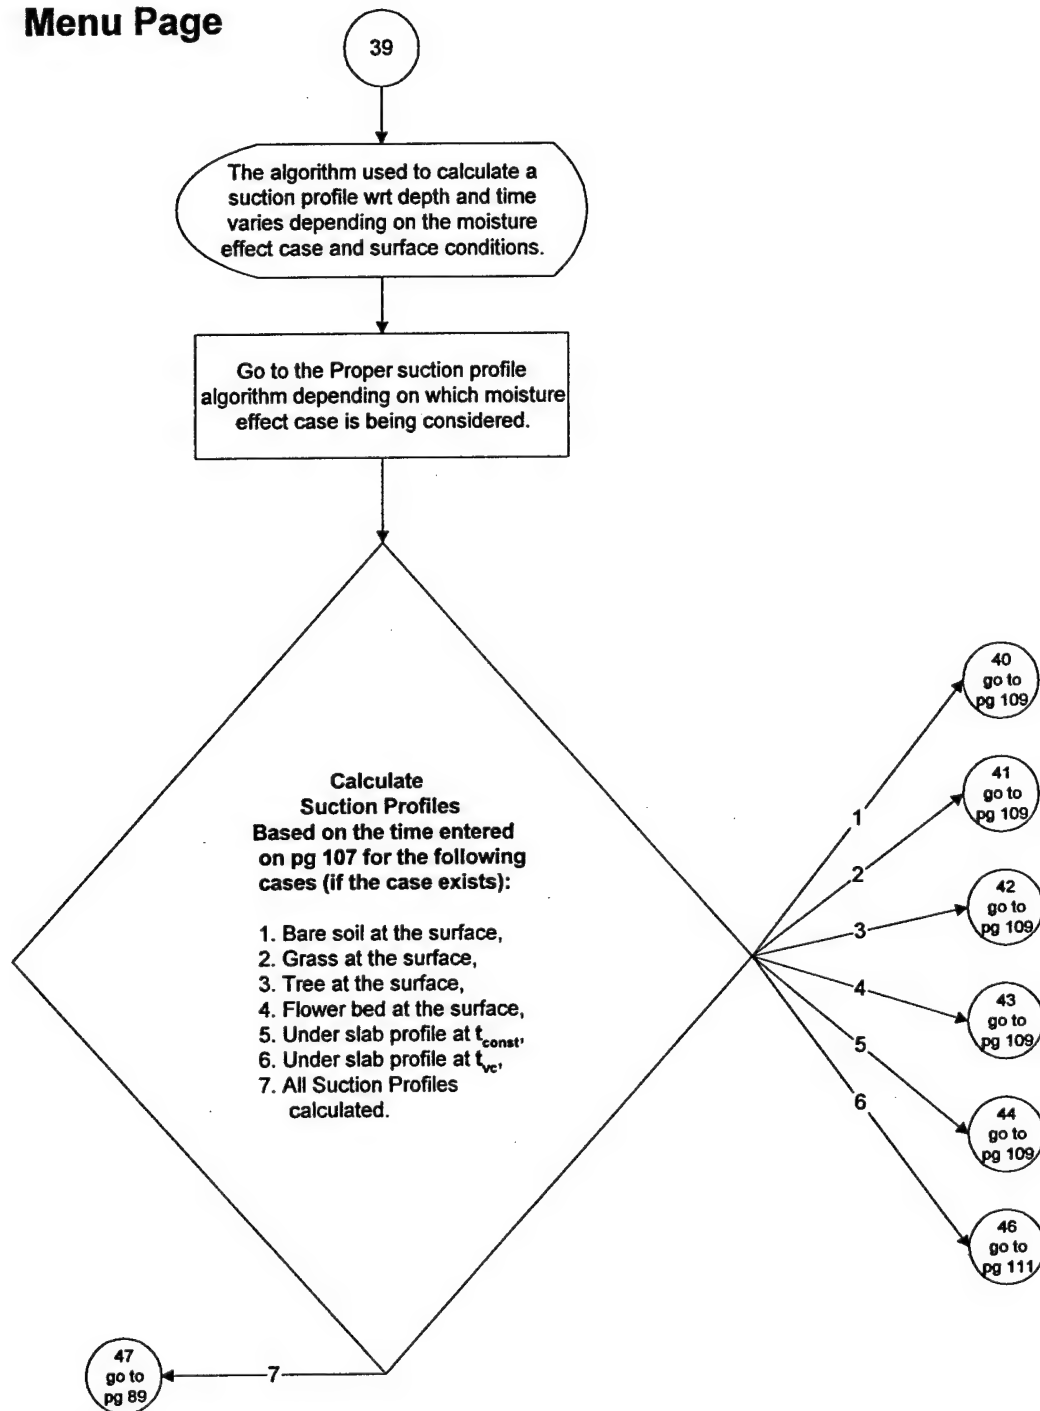 Menu Page
39
The algorithm used to calculate a
suction profile wrt depth and time
varies depending on the moisture
effect case and surface conditions.
Go to the Proper suction profile
algorithm depending on which moisture
effect case is being considered.
Calculate
Suction Profiles
Based on the time entered
on pg 107 for the following
cases (if the case exists):
1. Bare soil at the surface,
2. Grass at the surface,
3. Tree at the surface,
4. Flower bed at the surface,
5. Under slab profile at t_const,
6. Under slab profile at t_vc,
7. All Suction Profiles
calculated.
1
2
3
4
5
6
7
40
go to
pg 109
41
go to
pg 109
42
go to
pg 109
43
go to
pg 109
44
go to
pg 109
46
go to
pg 111
47
go to
pg 89